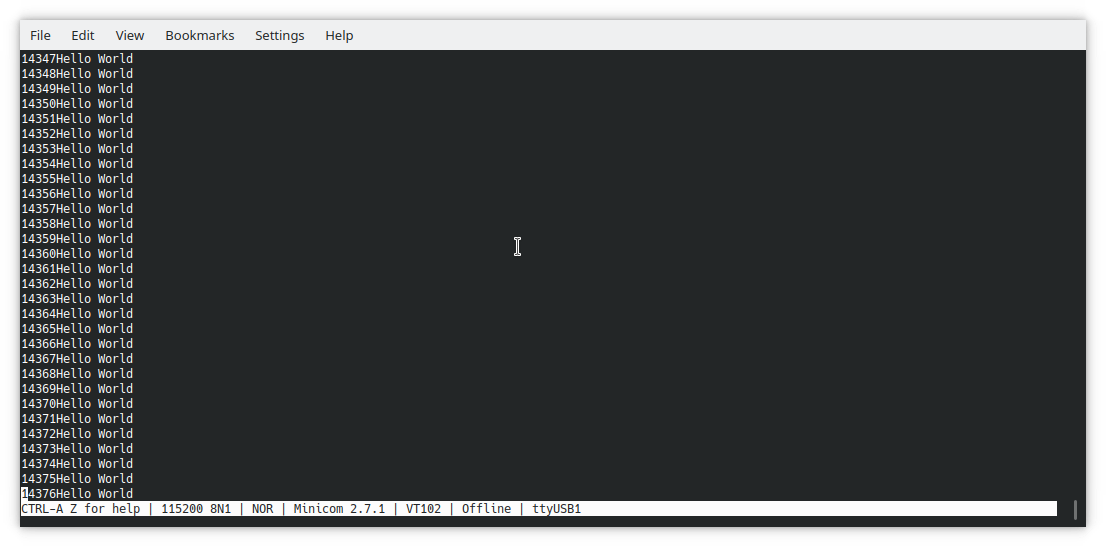 File Edit View Bookmarks Settings Help
14347Hello World
14348Hello World
14349Hello World
14350Hello World
14351Hello World
14352Hello World
14353Hello World
14354Hello World
14355Hello World
14356Hello World
14357Hello World
14358Hello World
14359Hello World
14360Hello World
14361Hello World
14362Hello World
14363Hello World
14364Hello World
14365Hello World
14366Hello World
14367Hello World
14368Hello World
14369Hello World
14370Hello World
14371Hello World
14372Hello World
14373Hello World
14374Hello World
14375Hello World
14376Hello World
CTRL-A Z for help | 115200 8N1 | NOR | Minicom 2.7.1 | VT102 | Offline | ttyUSB1